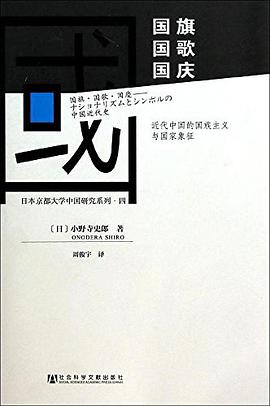 國
国旗
国歌
国庆
国旗・国歌・国慶——
ナショナリズムとシンボルの
中国近代史
近代中国的国族主义
与国家象征
日本京都大学中国研究系列·四
〔日〕小野寺史郎 著
ONODERA SHIRO
周俊宇 译
社会科学文献出版社
SOCIAL SCIENCES ACADEMIC PRESS (CHINA)